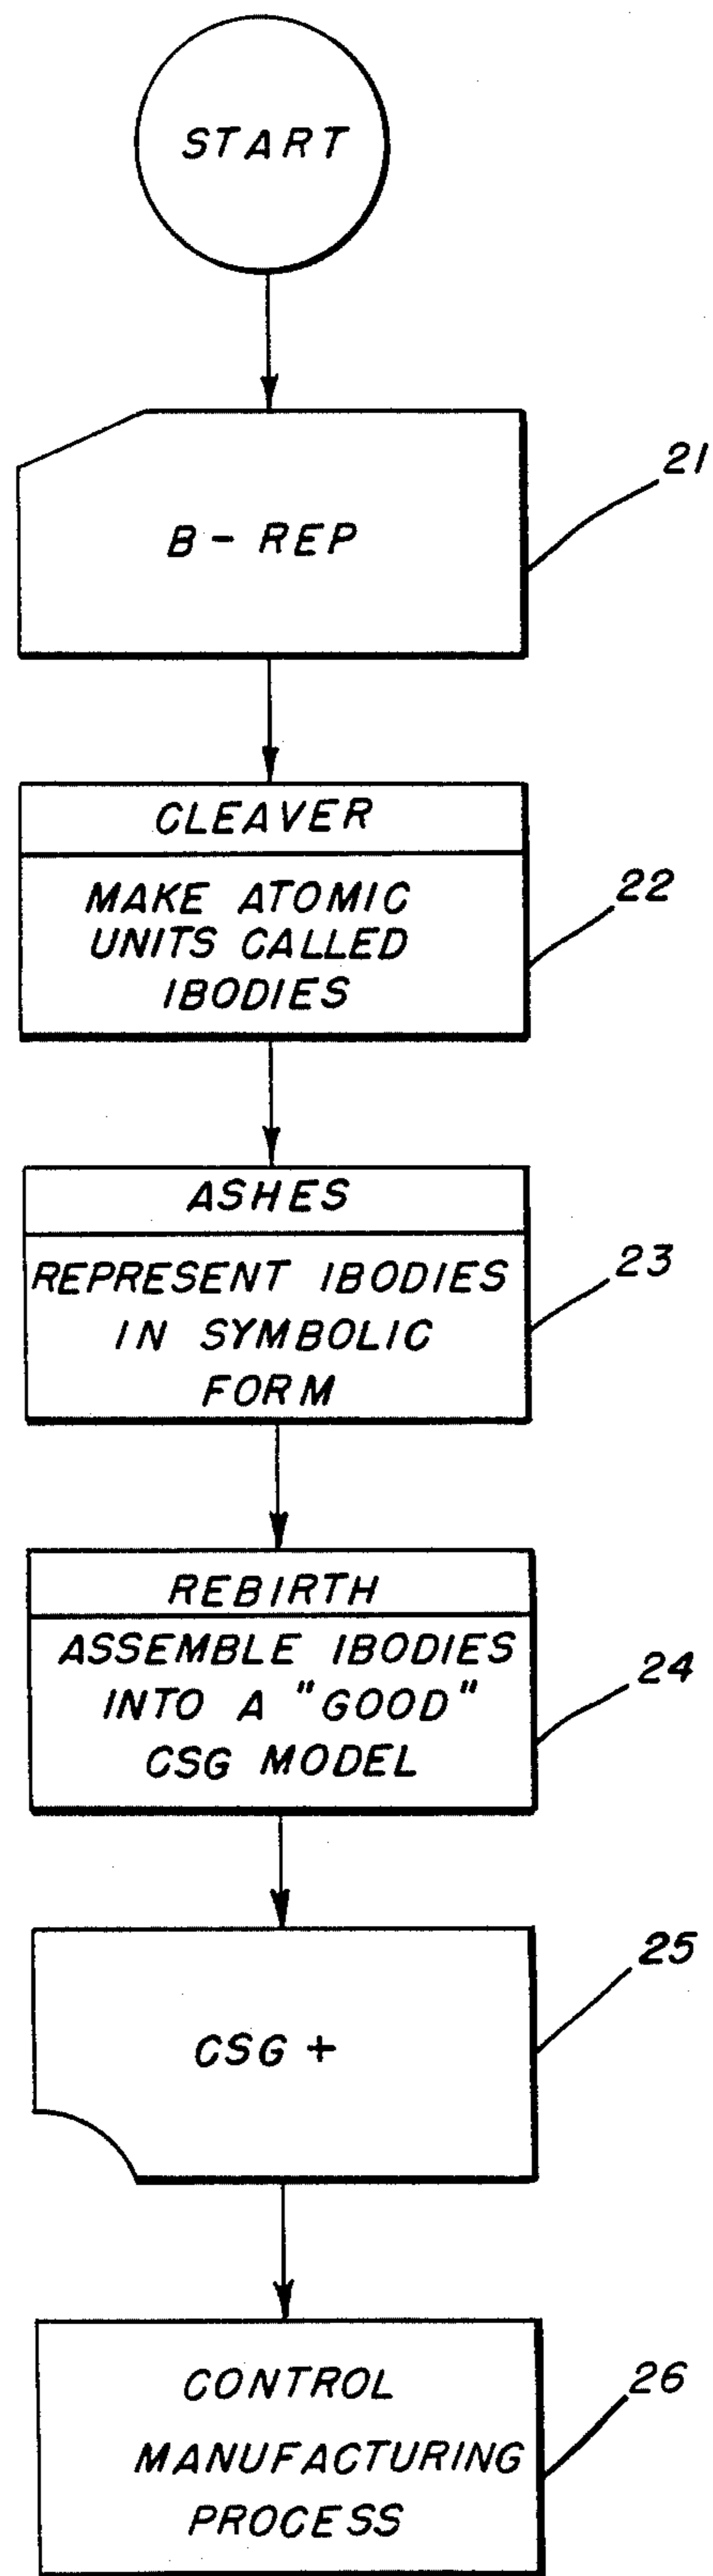 START
B - REP
21
CLEAVER
MAKE ATOMIC
UNITS CALLED
IBODIES
22
ASHES
REPRESENT IBODIES
IN SYMBOLIC
FORM
23
REBIRTH
ASSEMBLE IBODIES
INTO A "GOOD"
CSG MODEL
24
CSG +
25
CONTROL
MANUFACTURING
PROCESS
26